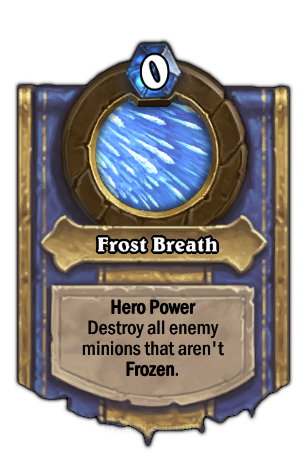 0
Frost Breath
Hero Power
Destroy all enemy
minions that aren't
Frozen.